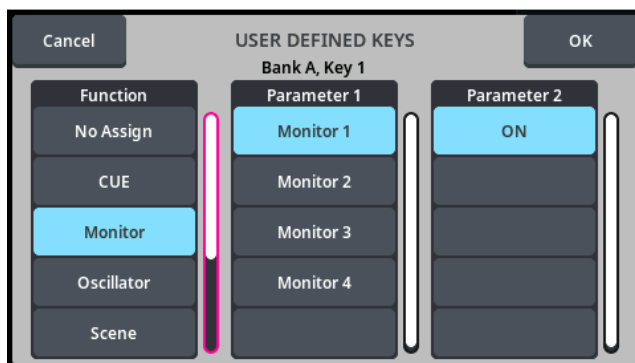 Cancel
USER DEFINED KEYS
OK
Bank A, Key 1
Function
Parameter 1
Parameter 2
No Assign
Monitor 1
ON
CUE
Monitor 2
Monitor
Monitor 3
Oscillator
Monitor 4
Scene